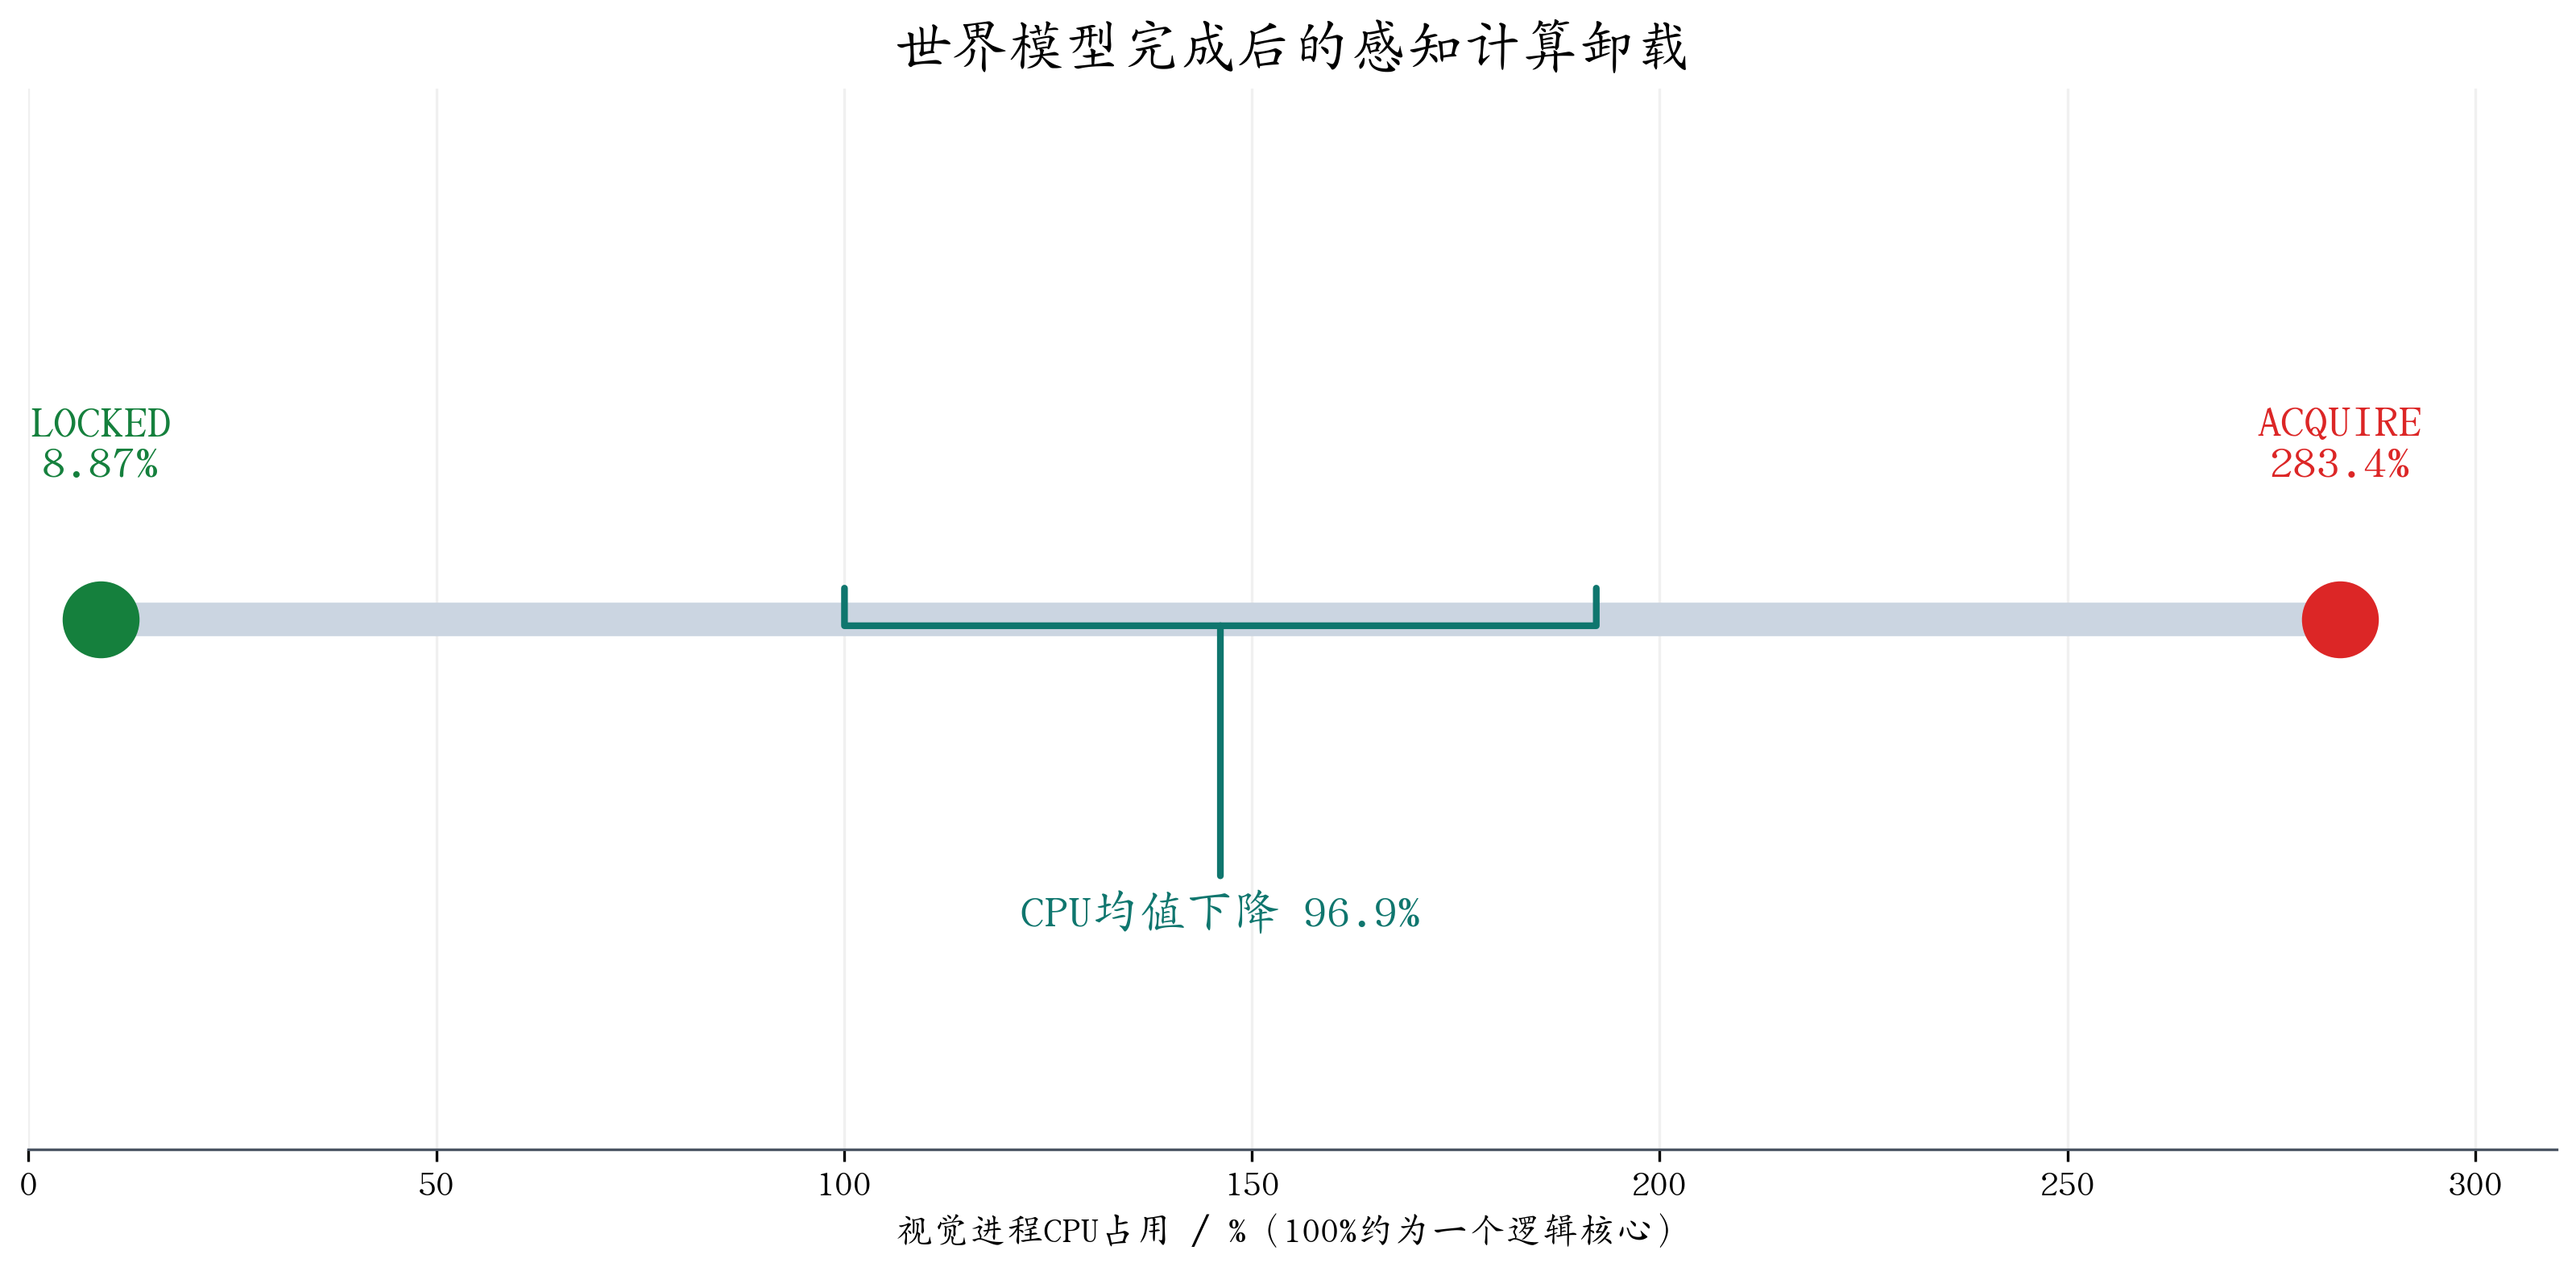 世界模型完成后的感知计算卸载
LOCKED
8.87%
ACQUIRE
283.4%
CPU均值下降 96.9%
0 50 100 150 200 250 300
视觉进程CPU占用 / % (100%约为一个逻辑核心)